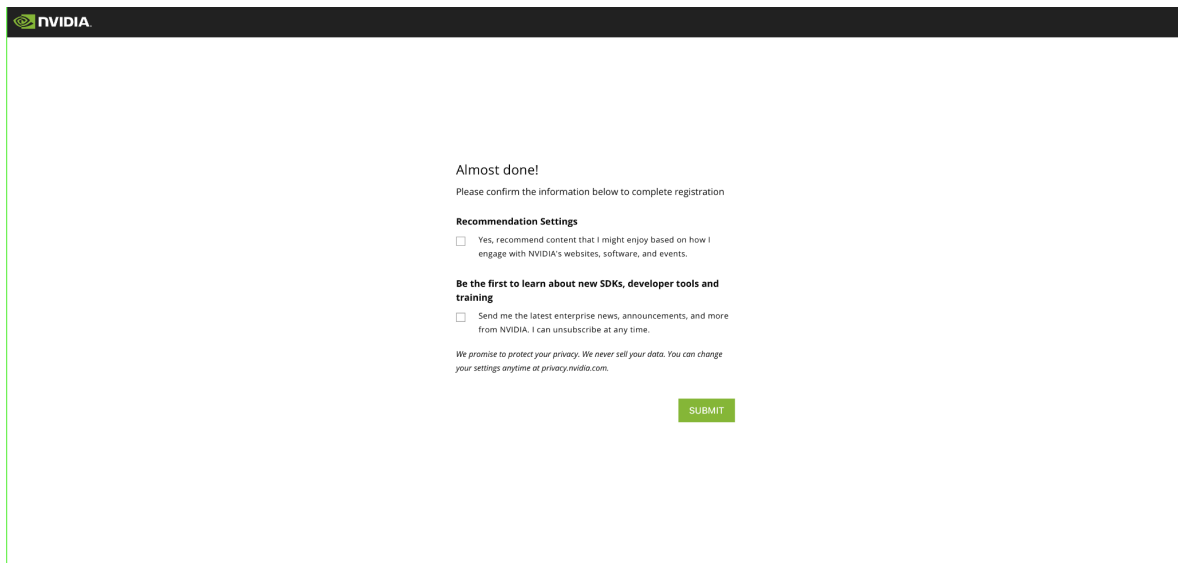 NVIDIA.
Almost done!
Please confirm the information below to complete registration
Recommendation Settings
Yes, recommend content that I might enjoy based on how I
engage with NVIDIA's websites, software, and events.
Be the first to learn about new SDKs, developer tools and
training
Send me the latest enterprise news, announcements, and more
from NVIDIA. I can unsubscribe at any time.
We promise to protect your privacy. We never sell your data. You can change
your settings anytime at privacy.nvidia.com.
SUBMIT